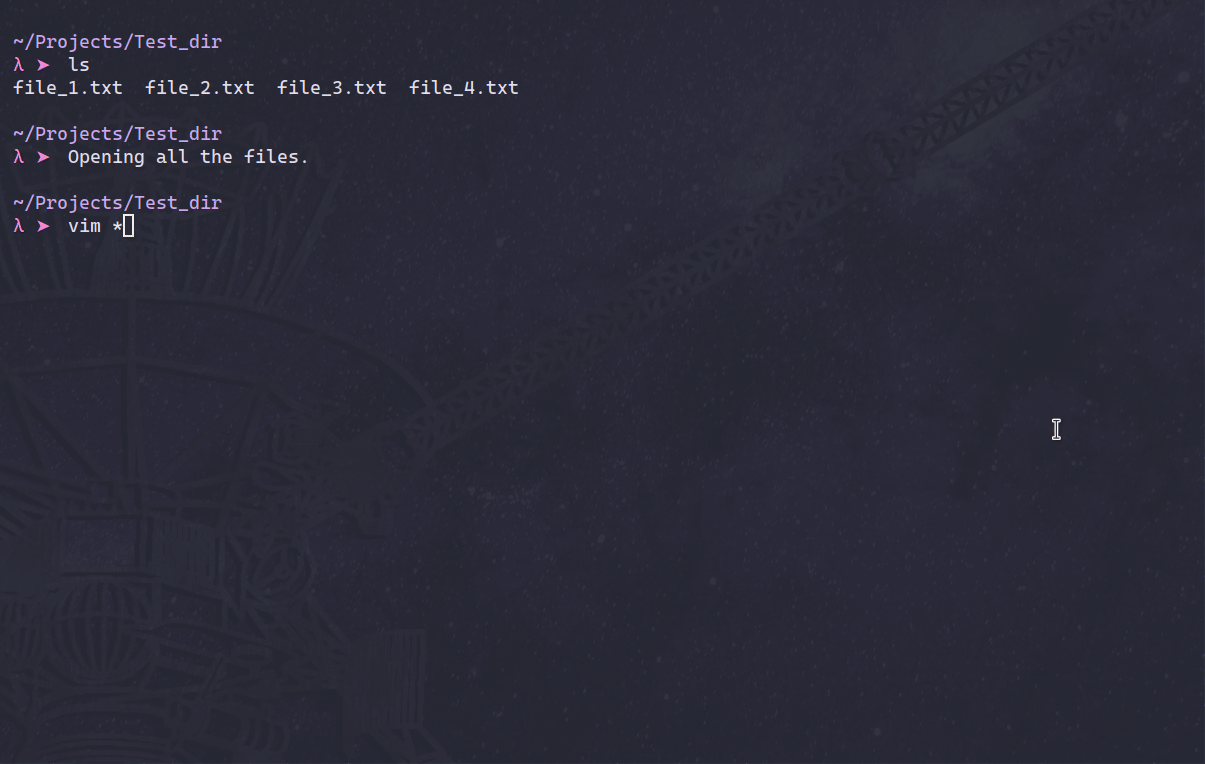 ~/Projects/Test_dir
λ ➤ ls
file_1.txt file_2.txt file_3.txt file_4.txt
~/Projects/Test_dir
λ ➤ Opening all the files.
~/Projects/Test_dir
λ ➤ vim *